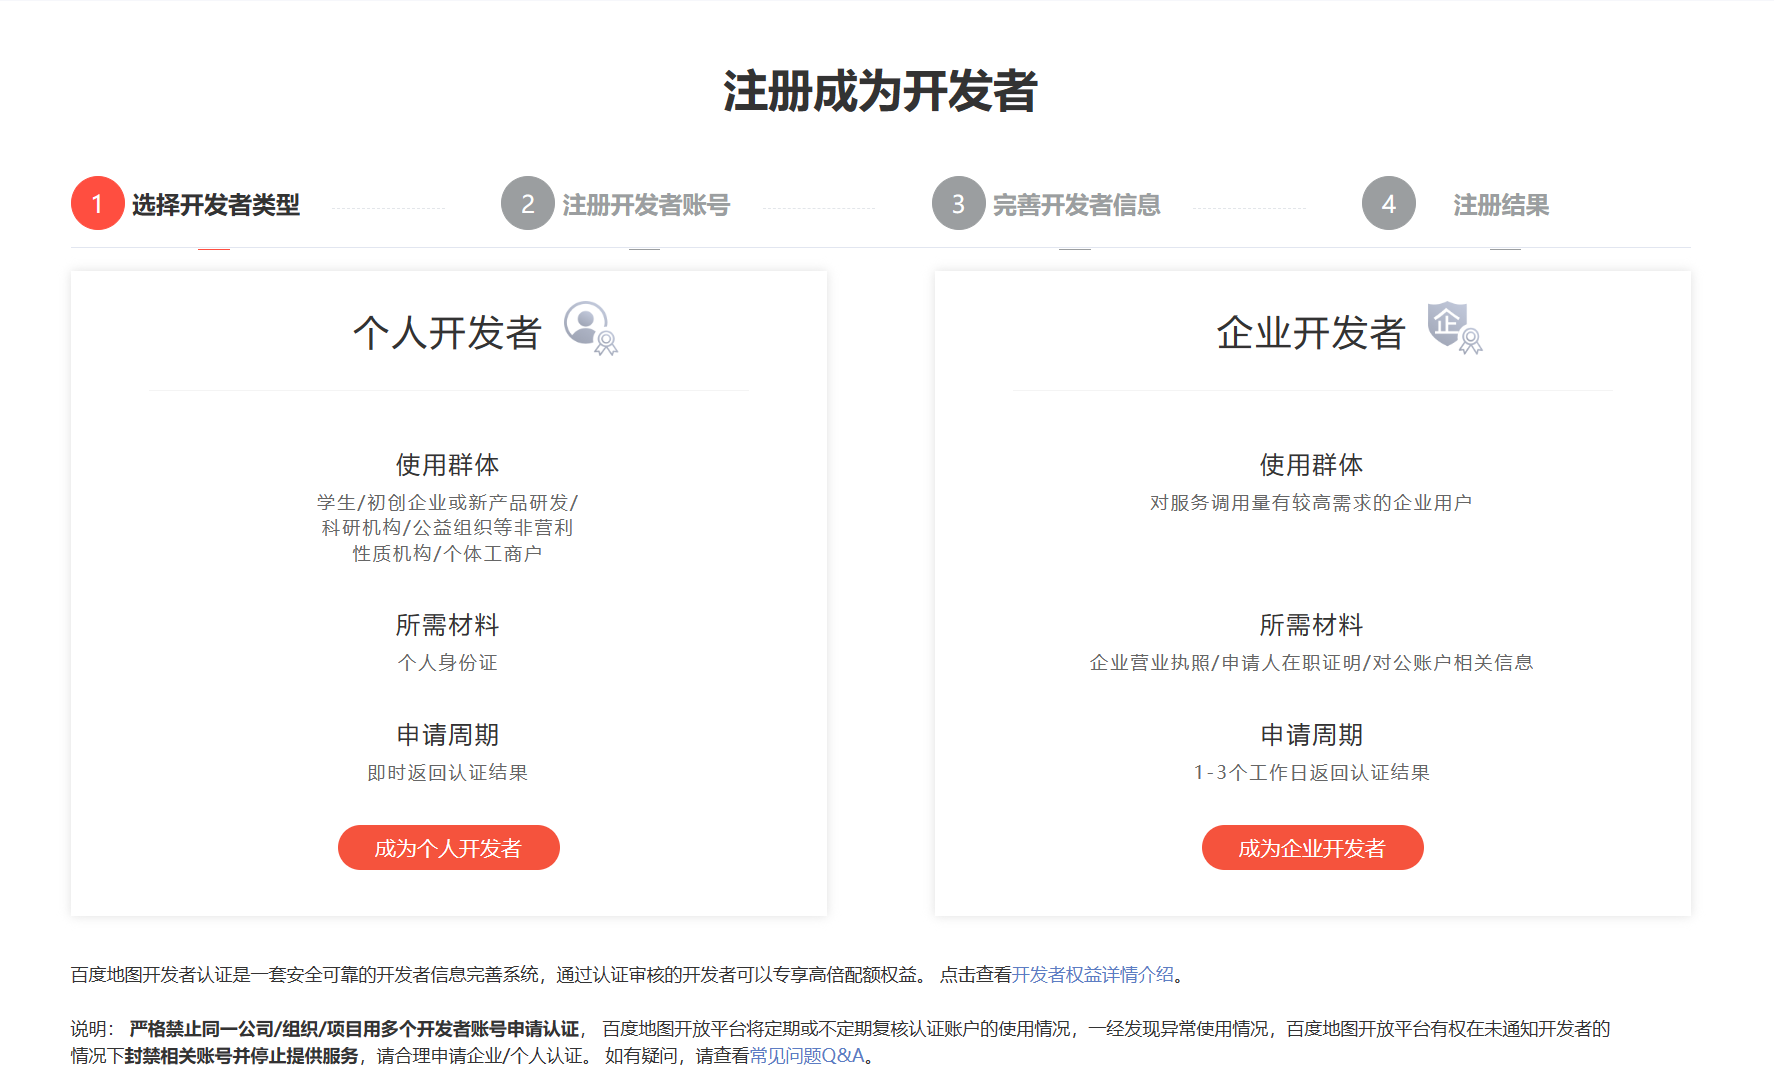 注册成为开发者
1 选择开发者类型
2 注册开发者账号
3 完善开发者信息
4 注册结果
个人开发者
使用群体
学生/初创企业或新产品研发/
科研机构/公益组织等非营利
性质机构/个体工商户
所需材料
个人身份证
申请周期
即时返回认证结果
成为个人开发者
企业开发者
企
使用群体
对服务调用量有较高需求的企业用户
所需材料
企业营业执照/申请人在职证明/对公账户相关信息
申请周期
1-3个工作日返回认证结果
成为企业开发者
百度地图开发者认证是一套安全可靠的开发者信息完善系统，通过认证审核的开发者可以专享高倍配额权益。 点击查看开发者权益详情介绍。
说明： 严格禁止同一公司/组织/项目用多个开发者账号申请认证， 百度地图开放平台将定期或不定期复核认证账户的使用情况，一经发现异常使用情况，百度地图开放平台有权在未通知开发者的
情况下封禁相关账号并停止提供服务，请合理申请企业/个人认证。 如有疑问，请查看常见问题Q&A。